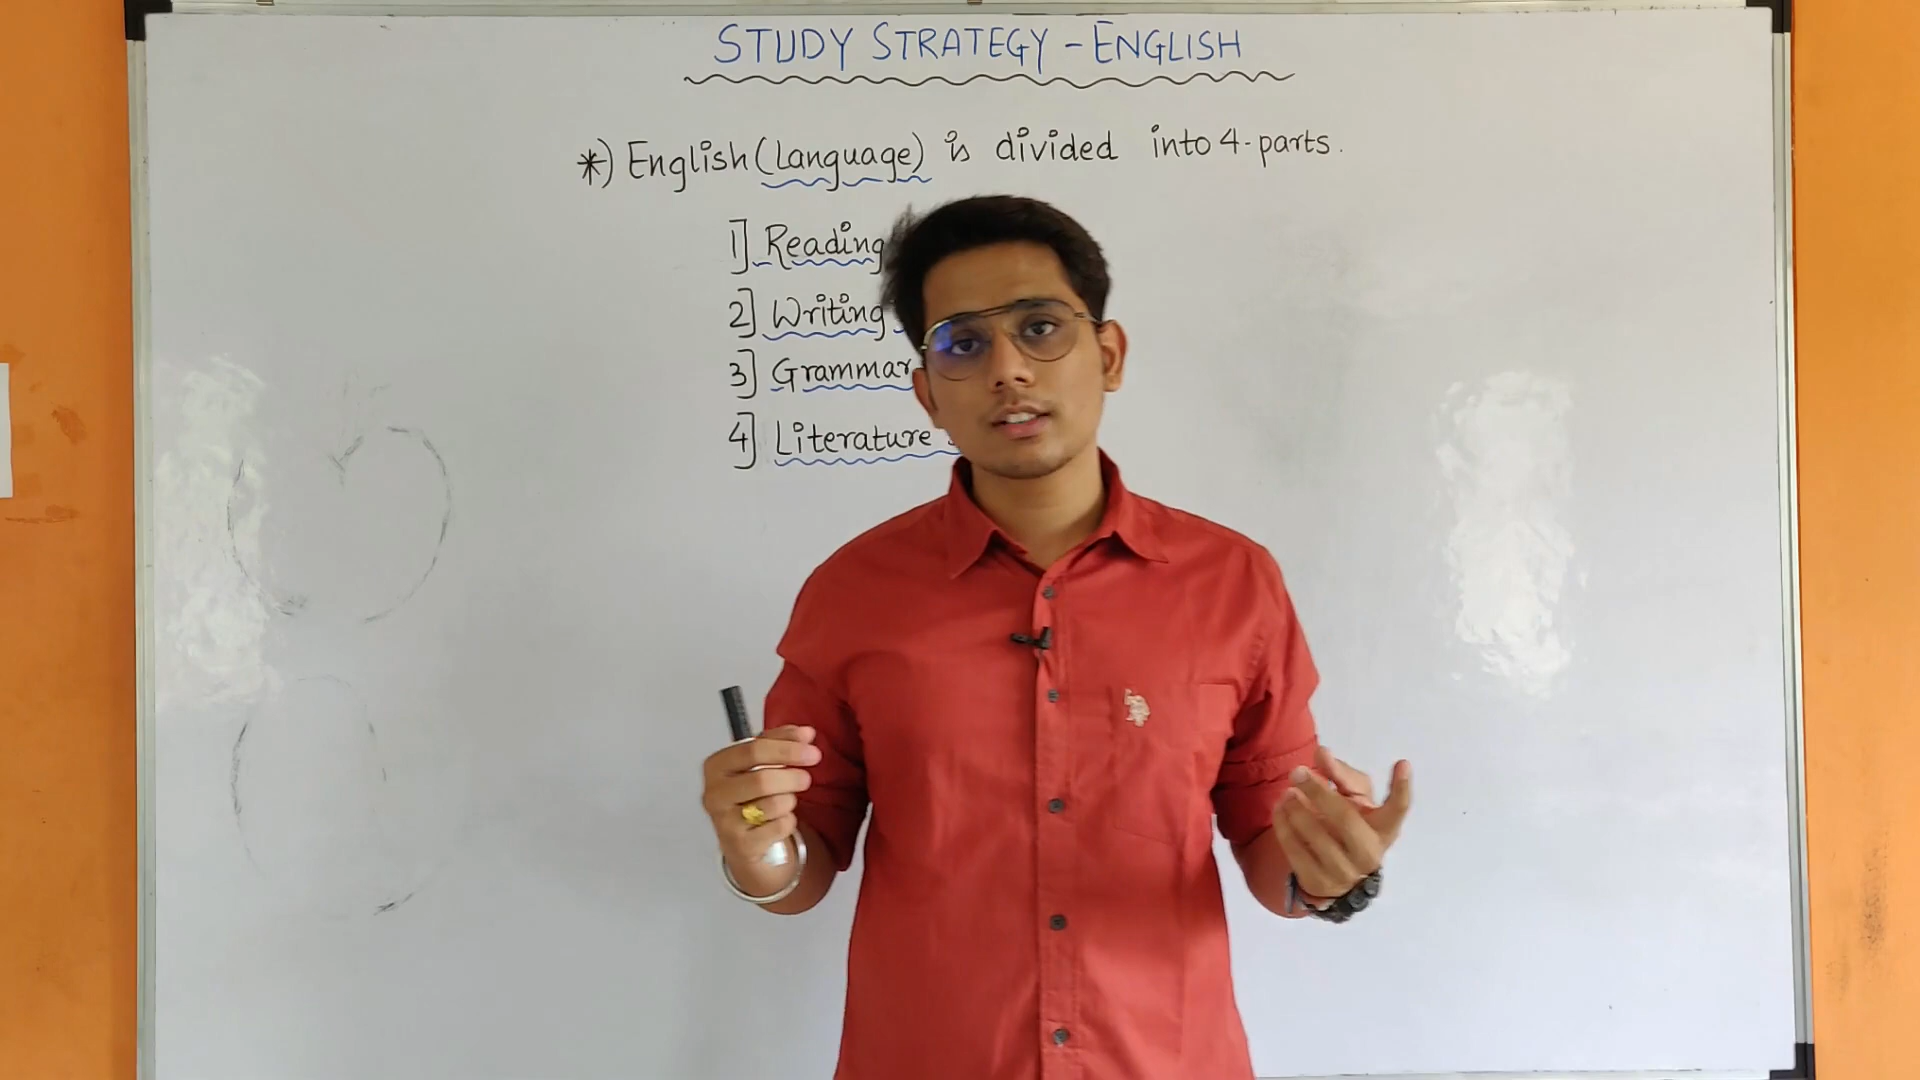 STUDY STRATEGY - ENGLISH
*) English (Language) is divided into 4-parts.
1] Reading
2] Writing
3] Grammar
4] Literature